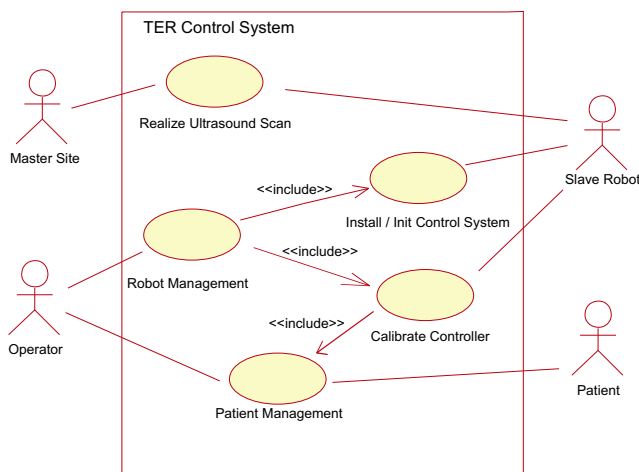 TER Control System
Realize Ultrasound Scan
Master Site
Slave Robot
<<include>>
Install / Init Control System
Robot Management
<<include>>
Operator
<<include>>
Calibrate Controller
Patient Management
Patient